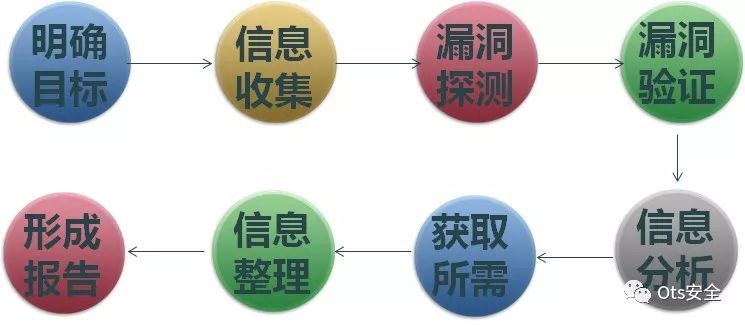 明确
目标
信息
收集
漏洞
探测
漏洞
验证
信息
分析
获取
所需
信息
整理
形成
报告
Ots安全